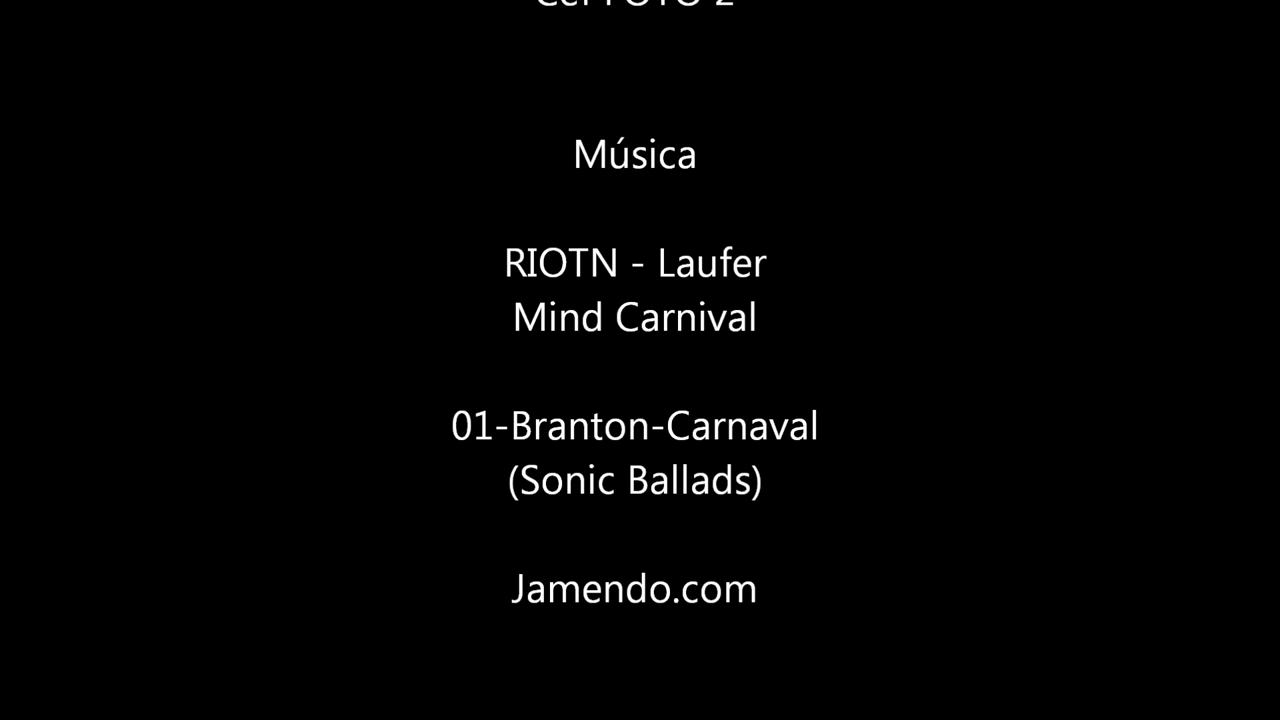 Música
RIOTN - Laufer
Mind Carnival
01-Branton-Carnaval
(Sonic Ballads)
Jamendo.com